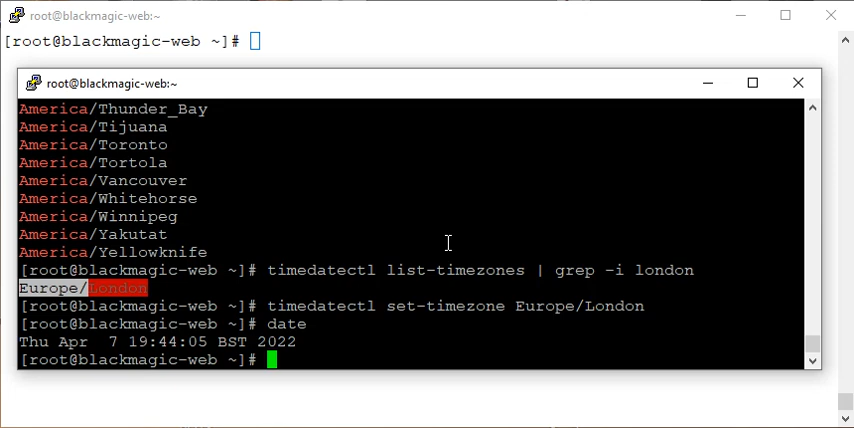 root@blackmagic-web:~
[root@blackmagic-web ~]#
root@blackmagic-web:~
America/Thunder_Bay
America/Tijuana
America/Toronto
America/Tortola
America/Vancouver
America/Whitehorse
America/Winnipeg
America/Yakutat
America/Yellowknife
[root@blackmagic-web ~]# timedatectl list-timezones | grep -i london
Europe/London
[root@blackmagic-web ~]# timedatectl set-timezone Europe/London
[root@blackmagic-web ~]# date
Thu Apr  7 19:44:05 BST 2022
[root@blackmagic-web ~]#